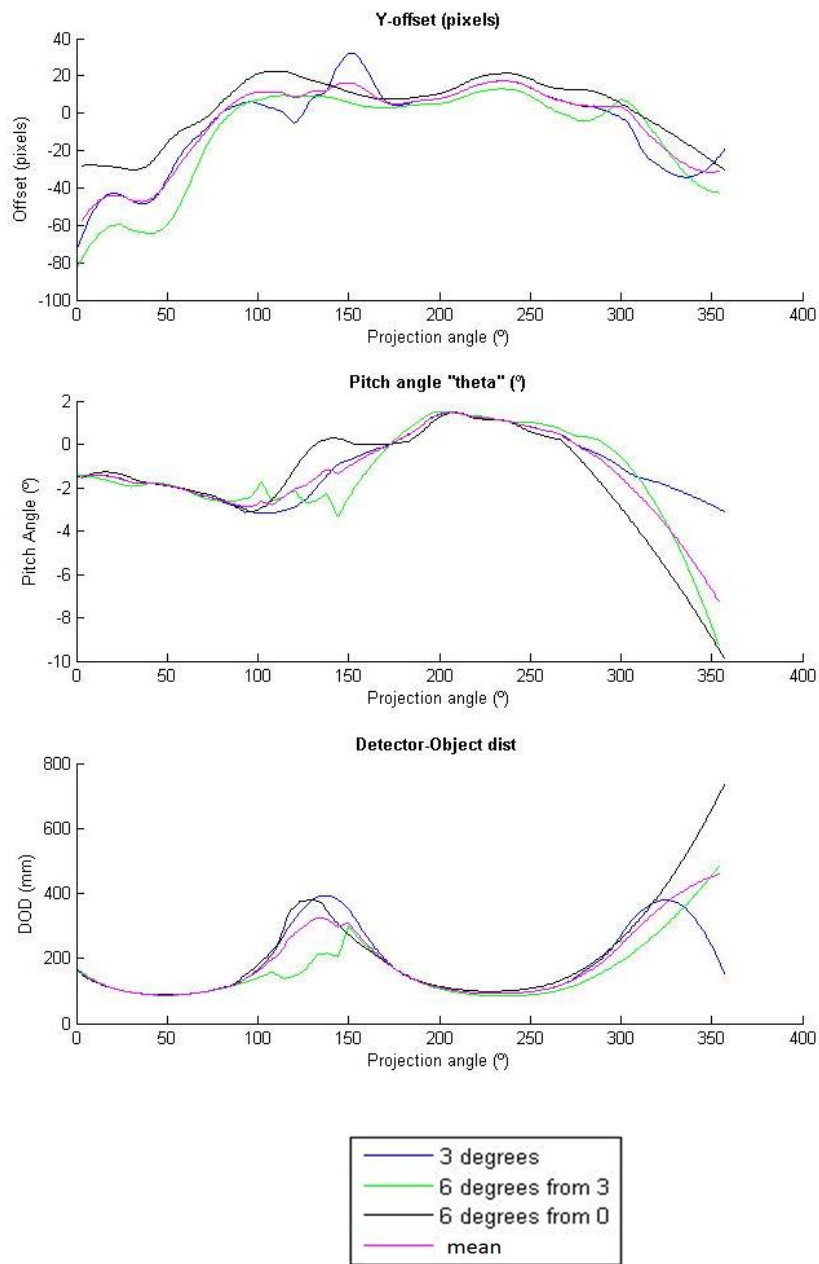 Y-offset (pixels)
40
20
0
-20
-40
-60
-80
-100
Offset (pixels)
0 50 100 150 200 250 300 350 400
Projection angle (º)
Pitch angle "theta" (º)
2
0
-2
-4
-6
-8
-10
Pitch Angle (º)
0 50 100 150 200 250 300 350 400
Projection angle (º)
Detector-Object dist
800
600
400
200
0
DOD (mm)
0 50 100 150 200 250 300 350 400
Projection angle (º)
3 degrees
6 degrees from 3
6 degrees from 0
mean